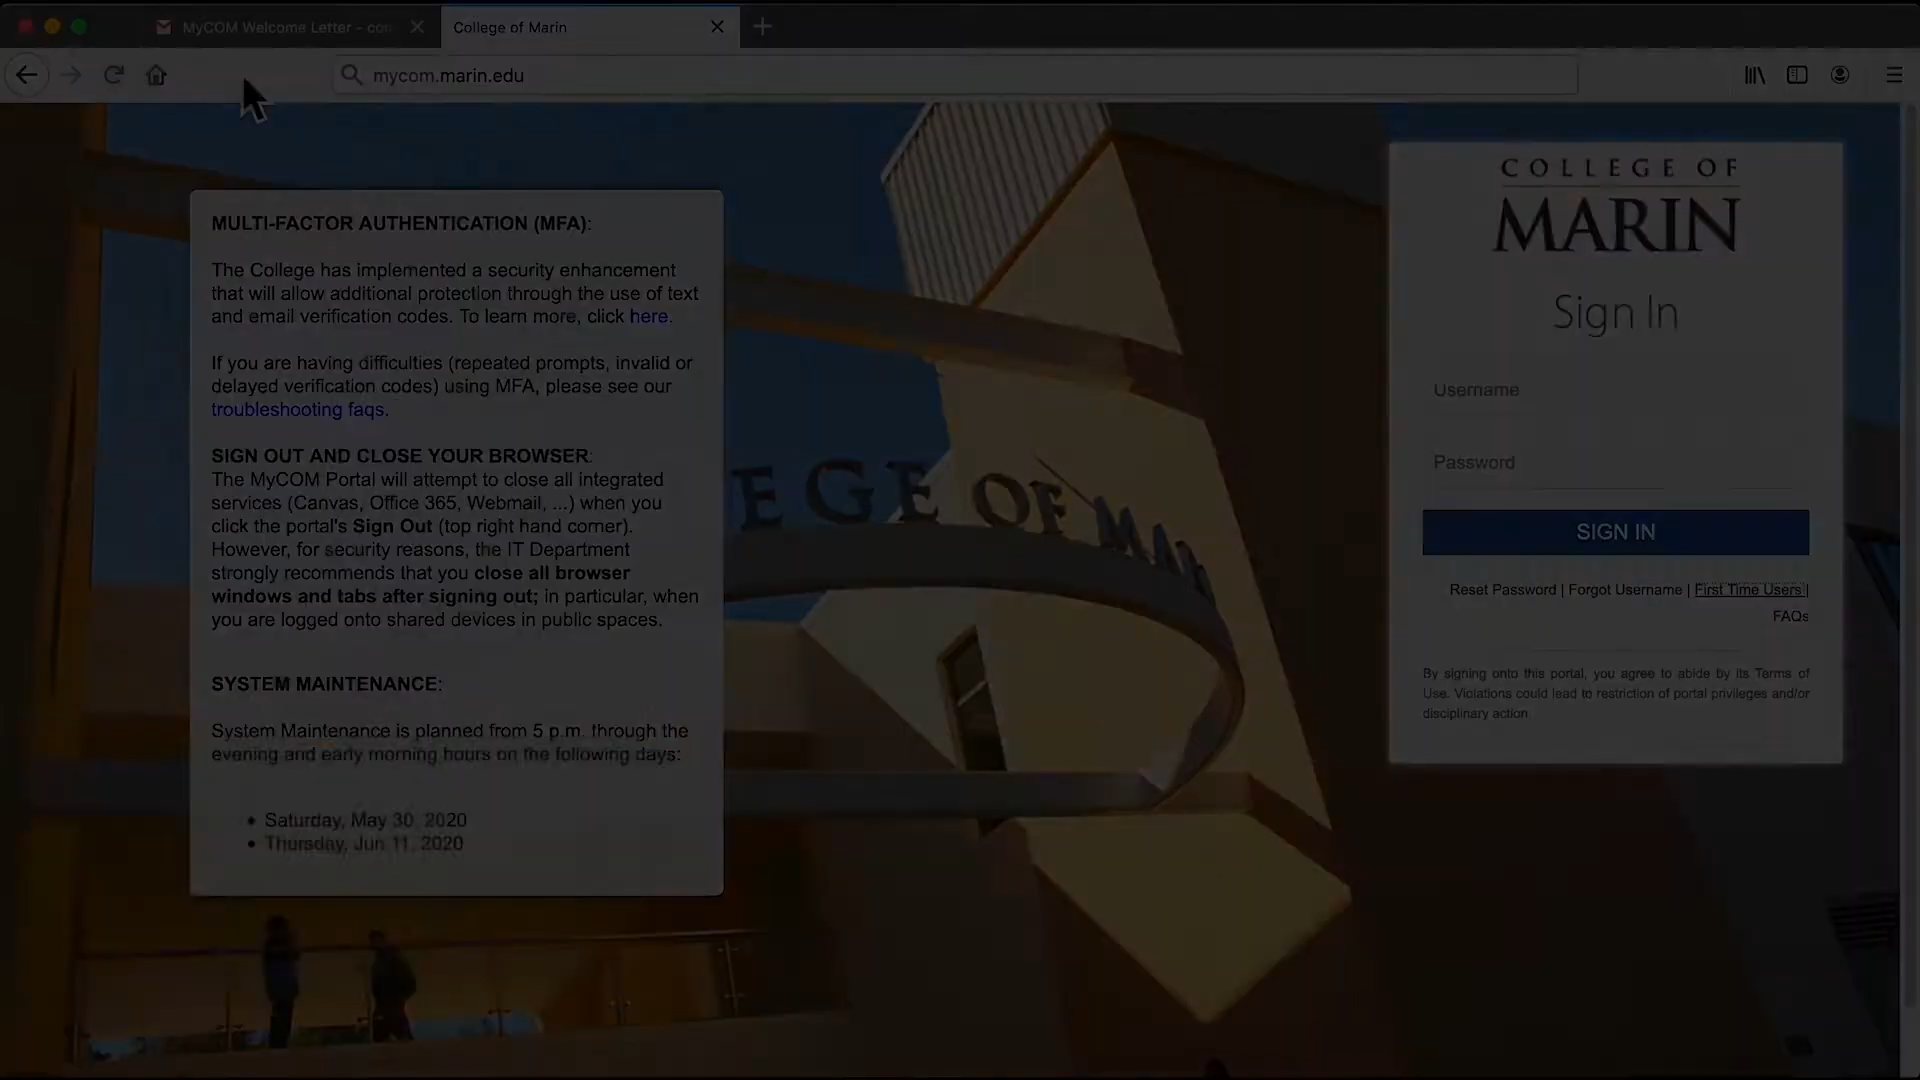 MyCOM Welcome Letter - con
College of Marin
mycom.marin.edu
MULTI-FACTOR AUTHENTICATION (MFA):
The College has implemented a security enhancement
that will allow additional protection through the use of text
and email verification codes. To learn more, click here.
If you are having difficulties (repeated prompts, invalid or
delayed verification codes) using MFA, please see our
troubleshooting faqs.
SIGN OUT AND CLOSE YOUR BROWSER:
The MyCOM Portal will attempt to close all integrated
services (Canvas, Office 365, Webmail, ...) when you
click the portal's Sign Out (top right hand corner).
However, for security reasons, the IT Department
strongly recommends that you close all browser
windows and tabs after signing out; in particular, when
you are logged onto shared devices in public spaces.
SYSTEM MAINTENANCE:
System Maintenance is planned from 5 p.m. through the
evening and early morning hours on the following days:
• Saturday, May 30, 2020
• Thursday, Jun 11, 2020
EGE OF MAR
COLLEGE OF
MARIN
Sign In
Username
Password
SIGN IN
Reset Password | Forgot Username | First Time Users |
FAQs
By signing onto this portal, you agree to abide by its Terms of
Use. Violations could lead to restriction of portal privileges and/or
disciplinary action.